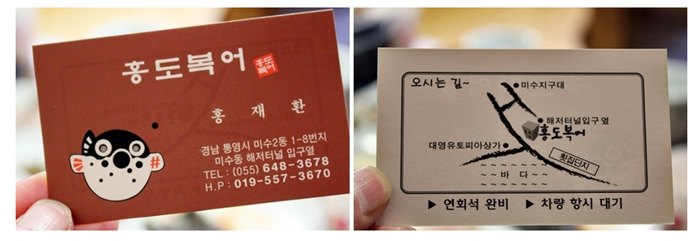 홍도복어 홍도복어
홍 재 환
경남 통영시 미수2동 1-8번지
미수동 해저터널 입구옆
TEL : (055) 648-3678
H.P : 019-557-3670
오시는 길~
미수지구대
해저터널입구옆
홍도복어
대영유토피아상가
횟집단지
~ ~ 바 다 ~ ~
▶ 연회석 완비 ▶ 차량 항시 대기